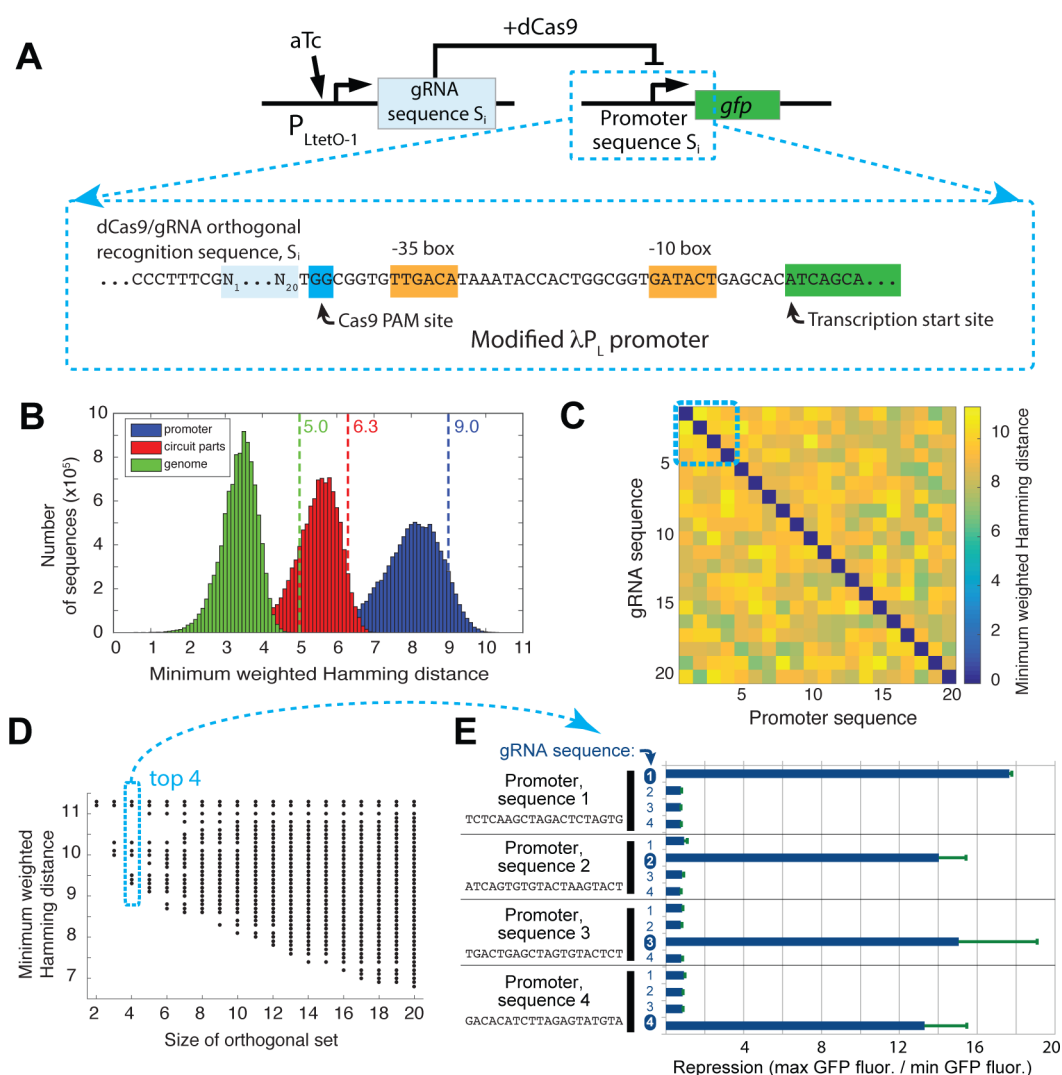 A
aTc
+dCas9
gRNA
sequence Si
PLtetO-1
Promoter
sequence Si
gfp
dCas9/gRNA orthogonal
recognition sequence, Si
-35 box
-10 box
...CCCTTTCGN1...N20TGGCGGTGTTGACATAAATACCACTGGCGGTGATACTGAGCACATCAGCA...
Cas9 PAM site
Transcription start site
Modified λPL promoter
B
Number
of sequences (x10⁵)
10
9
8
6
4
2
0
promoter
circuit parts
genome
5.0
6.3
9.0
0 1 2 3 4 5 6 7 8 9 10 11
Minimum weighted Hamming distance
C
gRNA sequence
5
10
15
20
5 10 15 20
Promoter sequence
10
8
6
4
2
0
Minimum weighted Hamming distance
D
top 4
Minimum weighted
Hamming distance
11
10
9
8
7
2 4 6 8 10 12 14 16 18 20
Size of orthogonal set
E
gRNA sequence:
Promoter,
sequence 1
TCTCAAGCTAGACTCTAGTG
1
2
3
4
Promoter,
sequence 2
ATCAGTGTGTACTAAGTACT
1
2
3
4
Promoter,
sequence 3
TGACTGAGCTAGTGTACTCT
1
2
3
4
Promoter,
sequence 4
GACACATCTTAGAGTATGTA
1
2
3
4
4 8 12 16 20
Repression (max GFP fluor. / min GFP fluor.)